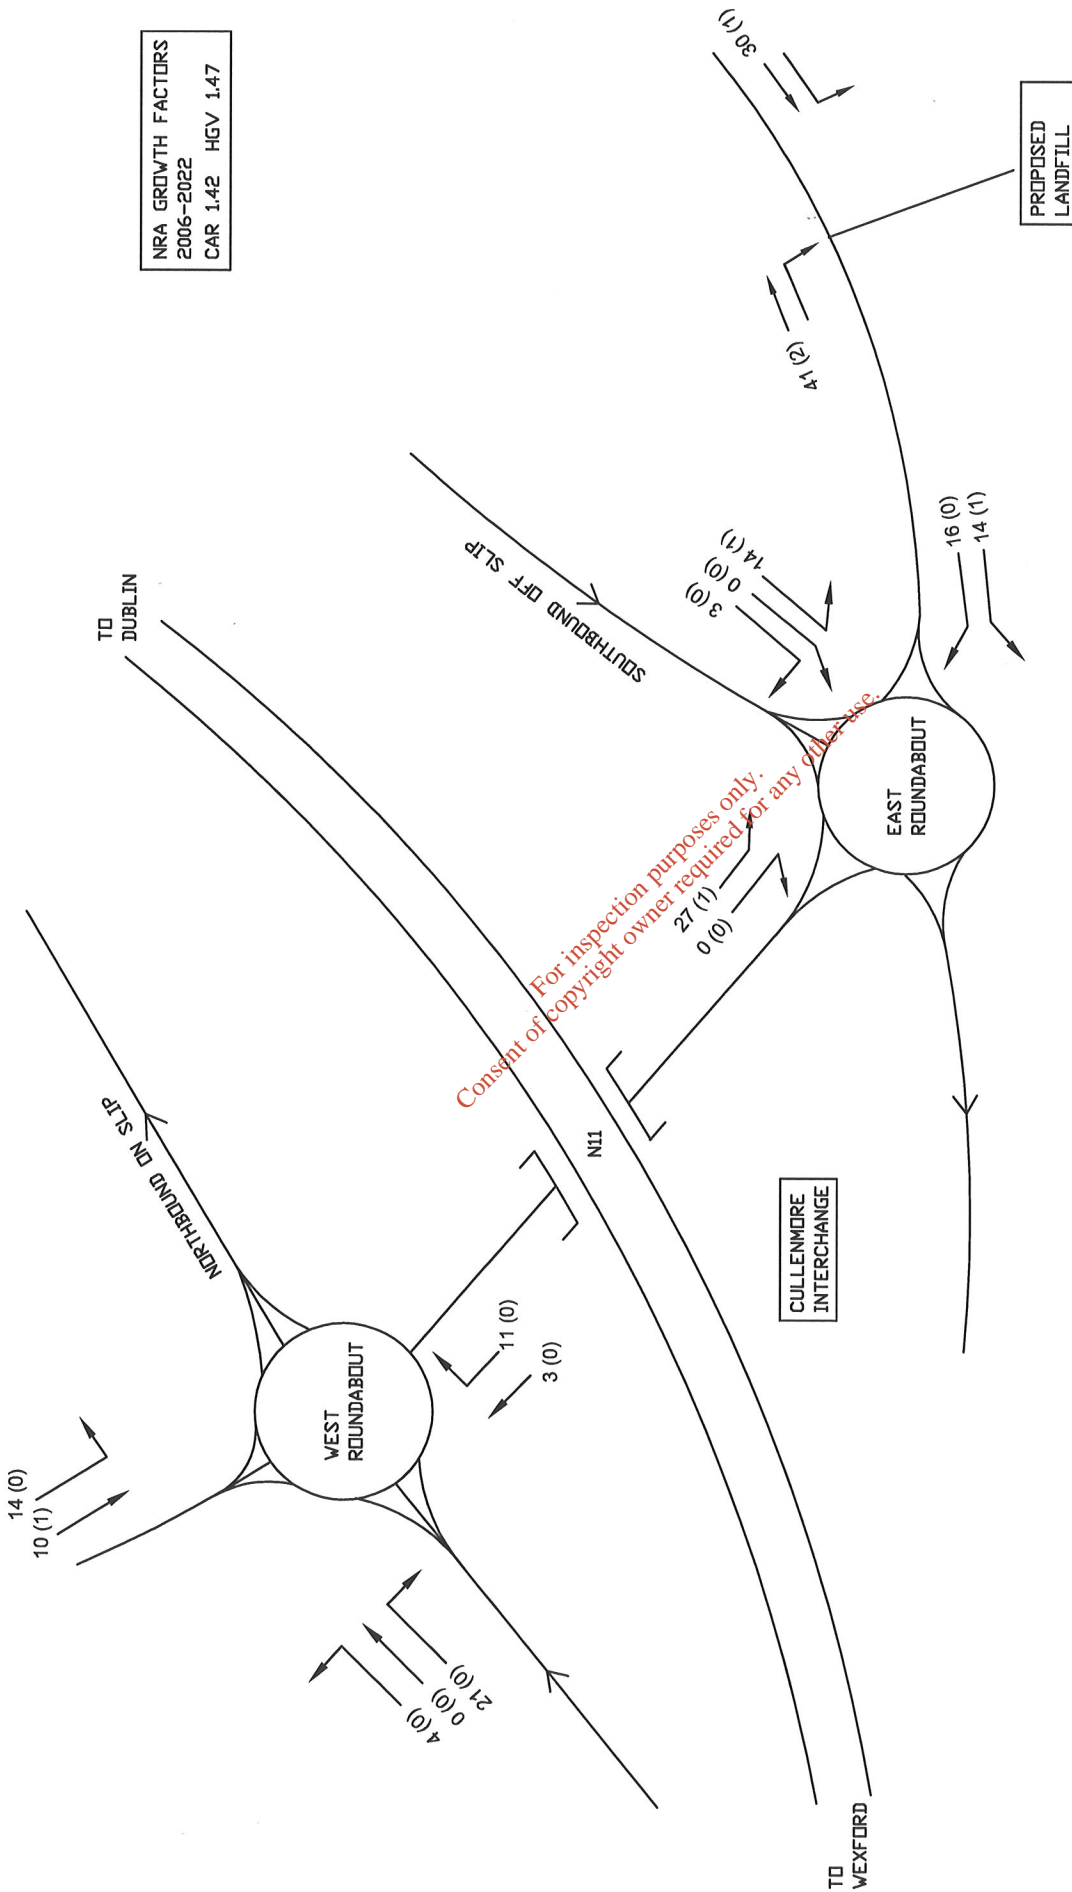 NRA GROWTH FACTORS
2006-2022
CAR 1.42 HGV 1.47
TO
DUBLIN
30 (1)
PROPOSED
LANDFILL
41 (2)
SOUTHBOUND OFF SLIP
3 (0)
0 (0)
14 (1)
16 (0)
14 (1)
EAST
ROUNDABOUT
27 (1)
0 (0)
For inspection purposes only.
Consent of copyright owner required for any other use.
N11
CULLENMORE
INTERCHANGE
NORTHBOUND ON SLIP
WEST
ROUNDABOUT
11 (0)
3 (0)
14 (0)
10 (1)
4 (0)
0 (0)
21 (0)
TO
WEXFORD